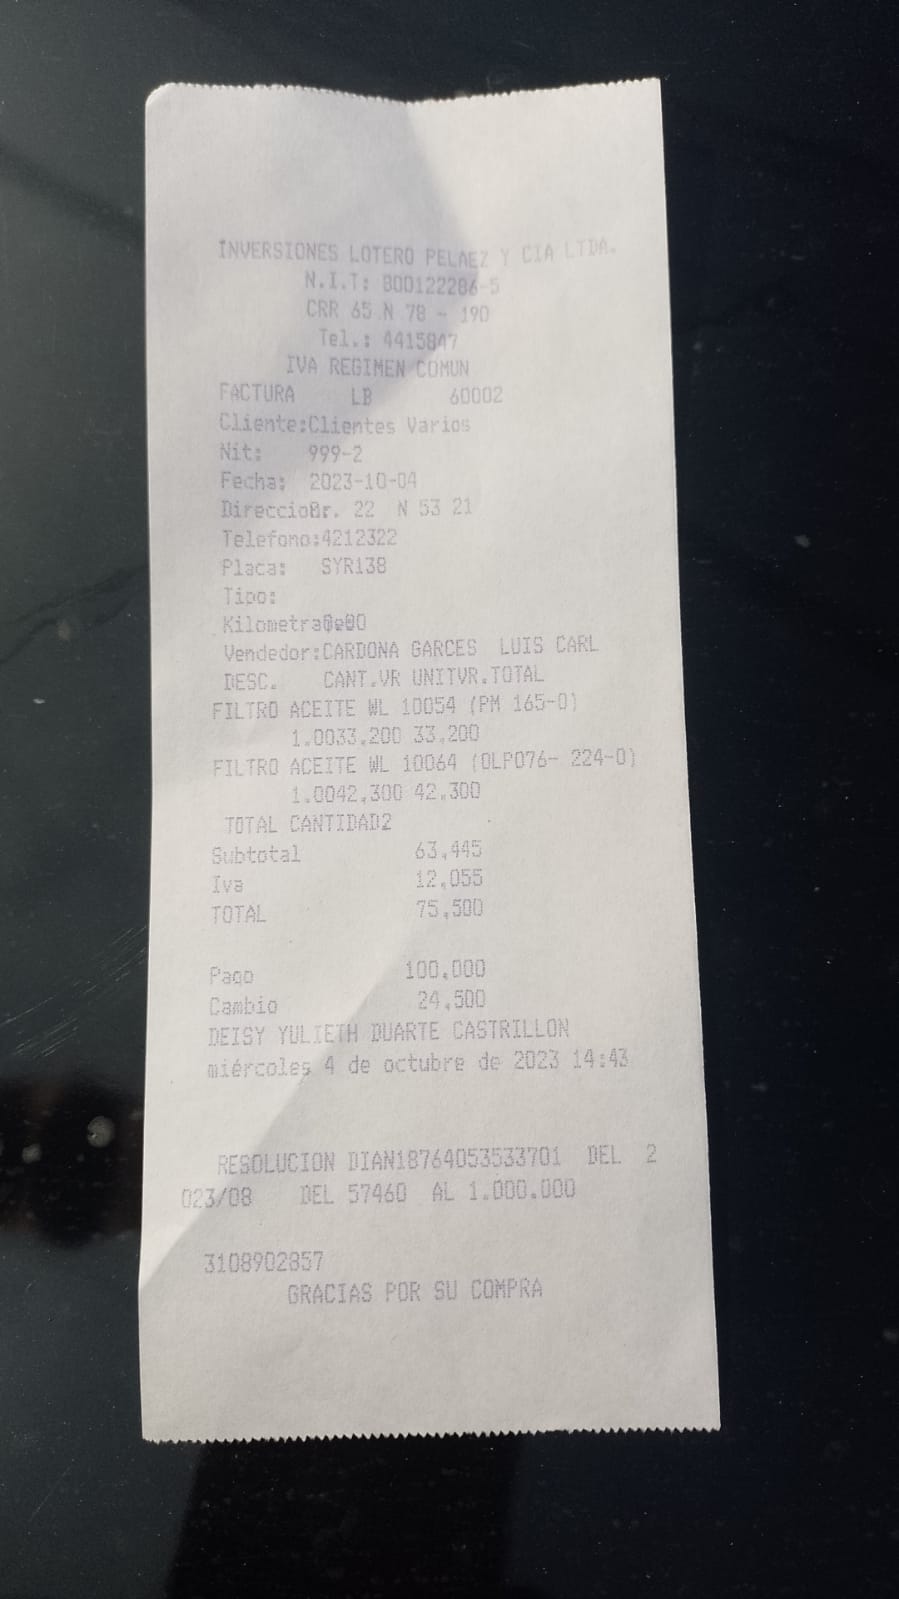 INVERSIONES LOTERO PELAEZ Y CIA LTDA.
N.I.T: 800122286-5
CRR 65 N 78 - 190
Tel.: 4415847
IVA REGIMEN COMUN
FACTURA LB 60002
Cliente:Clientes Varios
Nit: 999-2
Fecha: 2023-10-04
Direccio8r. 22 N 53 21
Telefono:4212322
Placa: SYR138
Tipo:
Vendedor:CARDONA GARCES LUIS CARL
DESC. CANT.VR UNITVR.TOTAL
FILTRO ACEITE WL 10054 (PM 165-0)
1.0033,200 33,200
FILTRO ACEITE WL 10064 (OLP076- 224-0)
1.0042,300 42,300
TOTAL CANTIDAD2
Subtotal 63,445
Iva 12,055
TOTAL 75,500
Pago 100,000
Cambio 24,500
DEISY YULIETH DUARTE CASTRILLON
miércoles 4 de octubre de 2023 14:43
RESOLUCION DIAN18764053533701 DEL 2
023/08 DEL 57460 AL 1.000.000
3108902857
GRACIAS POR SU COMPRA